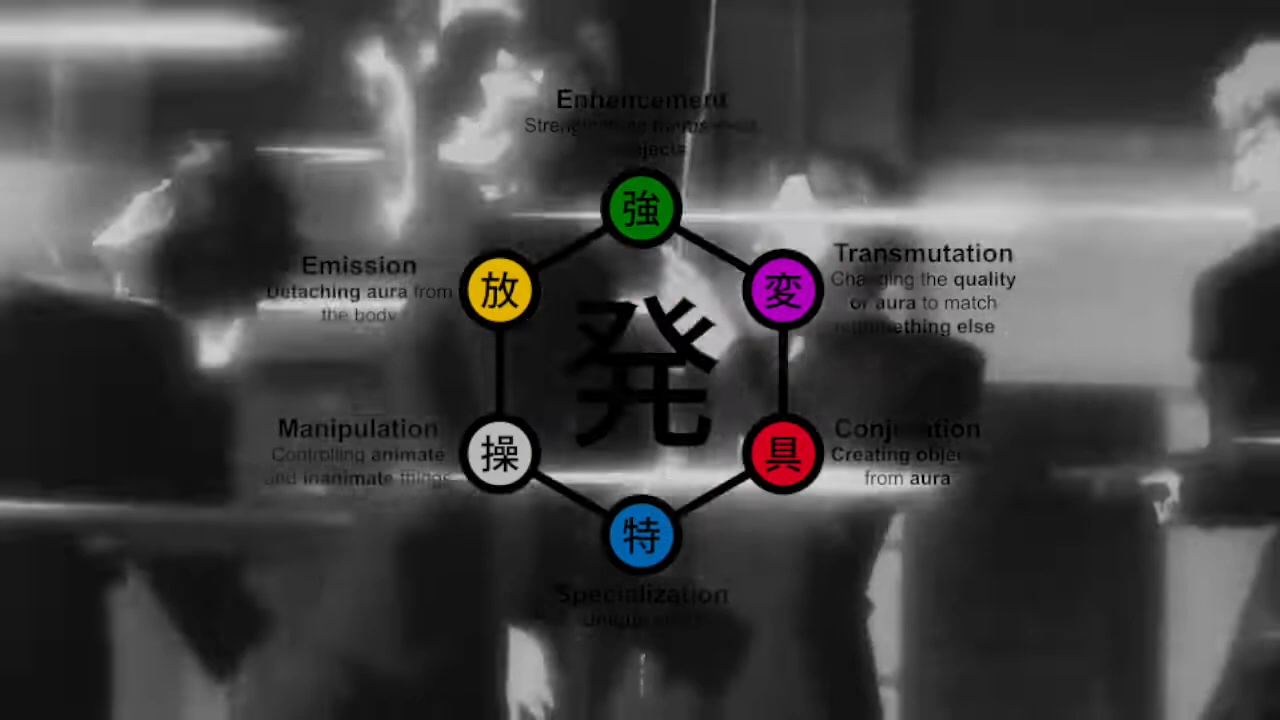 Enhancement
強
Emission
Detaching aura from
the body
放
変
Transmutation
Changing the quality
of aura to match
something else
発
Manipulation
Controlling animate
and inanimate things
操
具
Conjuration
Creating objects
from aura
特
Specialization